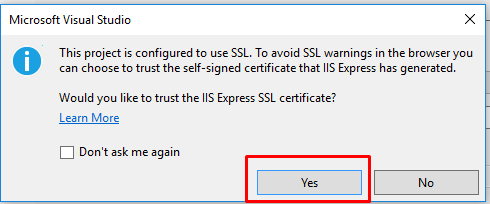 Microsoft Visual Studio
This project is configured to use SSL. To avoid SSL warnings in the browser you
can choose to trust the self-signed certificate that IIS Express has generated.
Would you like to trust the IIS Express SSL certificate?
Learn More
Don't ask me again
Yes
No